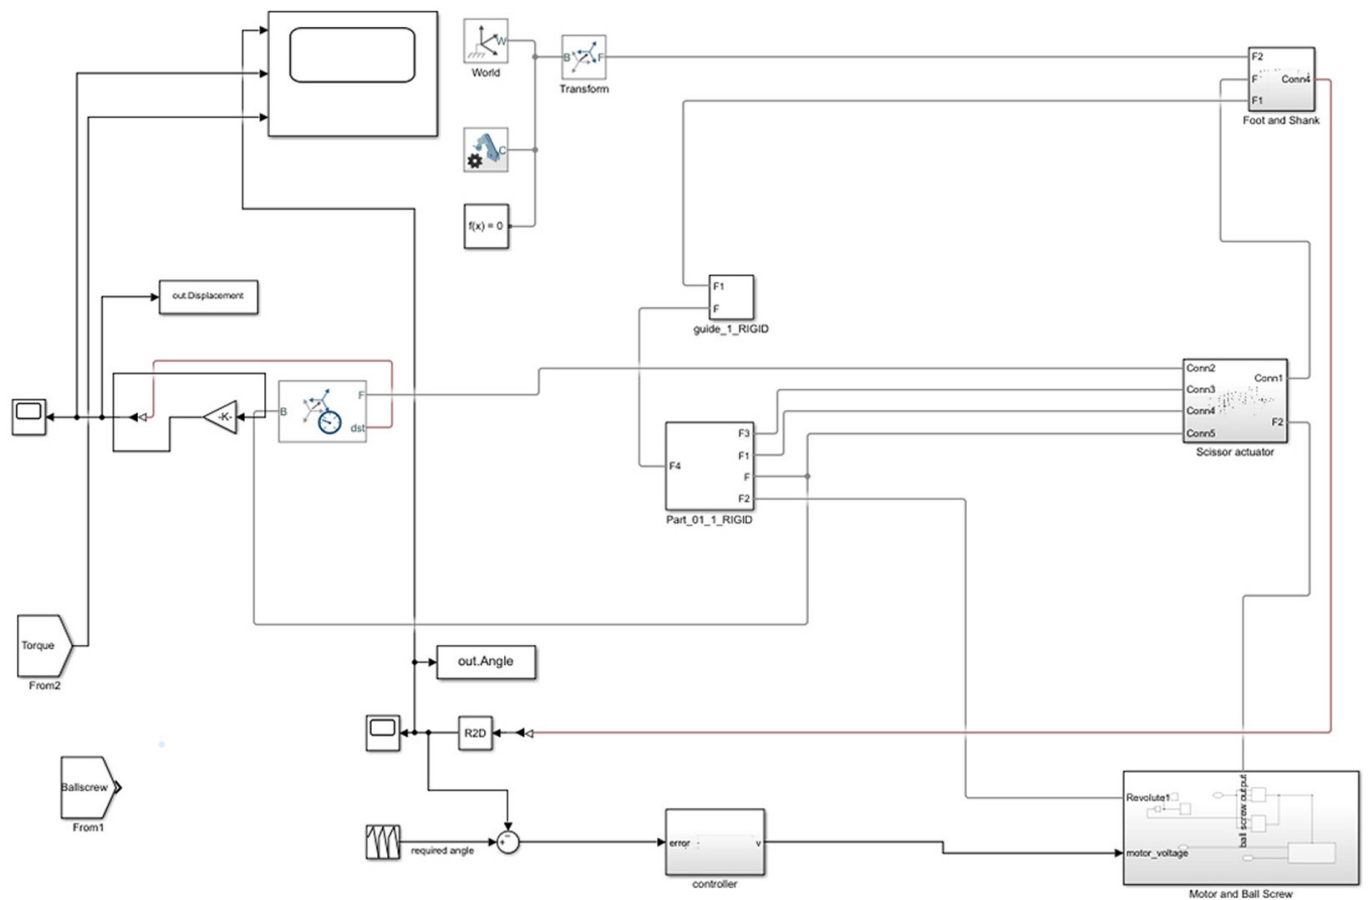 W
World
B
F
Transform
C
f(x) = 0
F2
F
Conn4
F1
Foot and Shank
out.Displacement
F1
F
guide_1_RIGID
-K-
B
F
dst
Conn2
Conn3
Conn4
Conn5
Conn1
F2
Scissor actuator
F4
F3
F1
F
F2
Part_01_1_RIGID
Torque
From2
out.Angle
R2D
Ballscrew
From1
required angle
+
−
error
v
controller
Revolute1
ball screw output
motor_voltage
Motor and Ball Screw